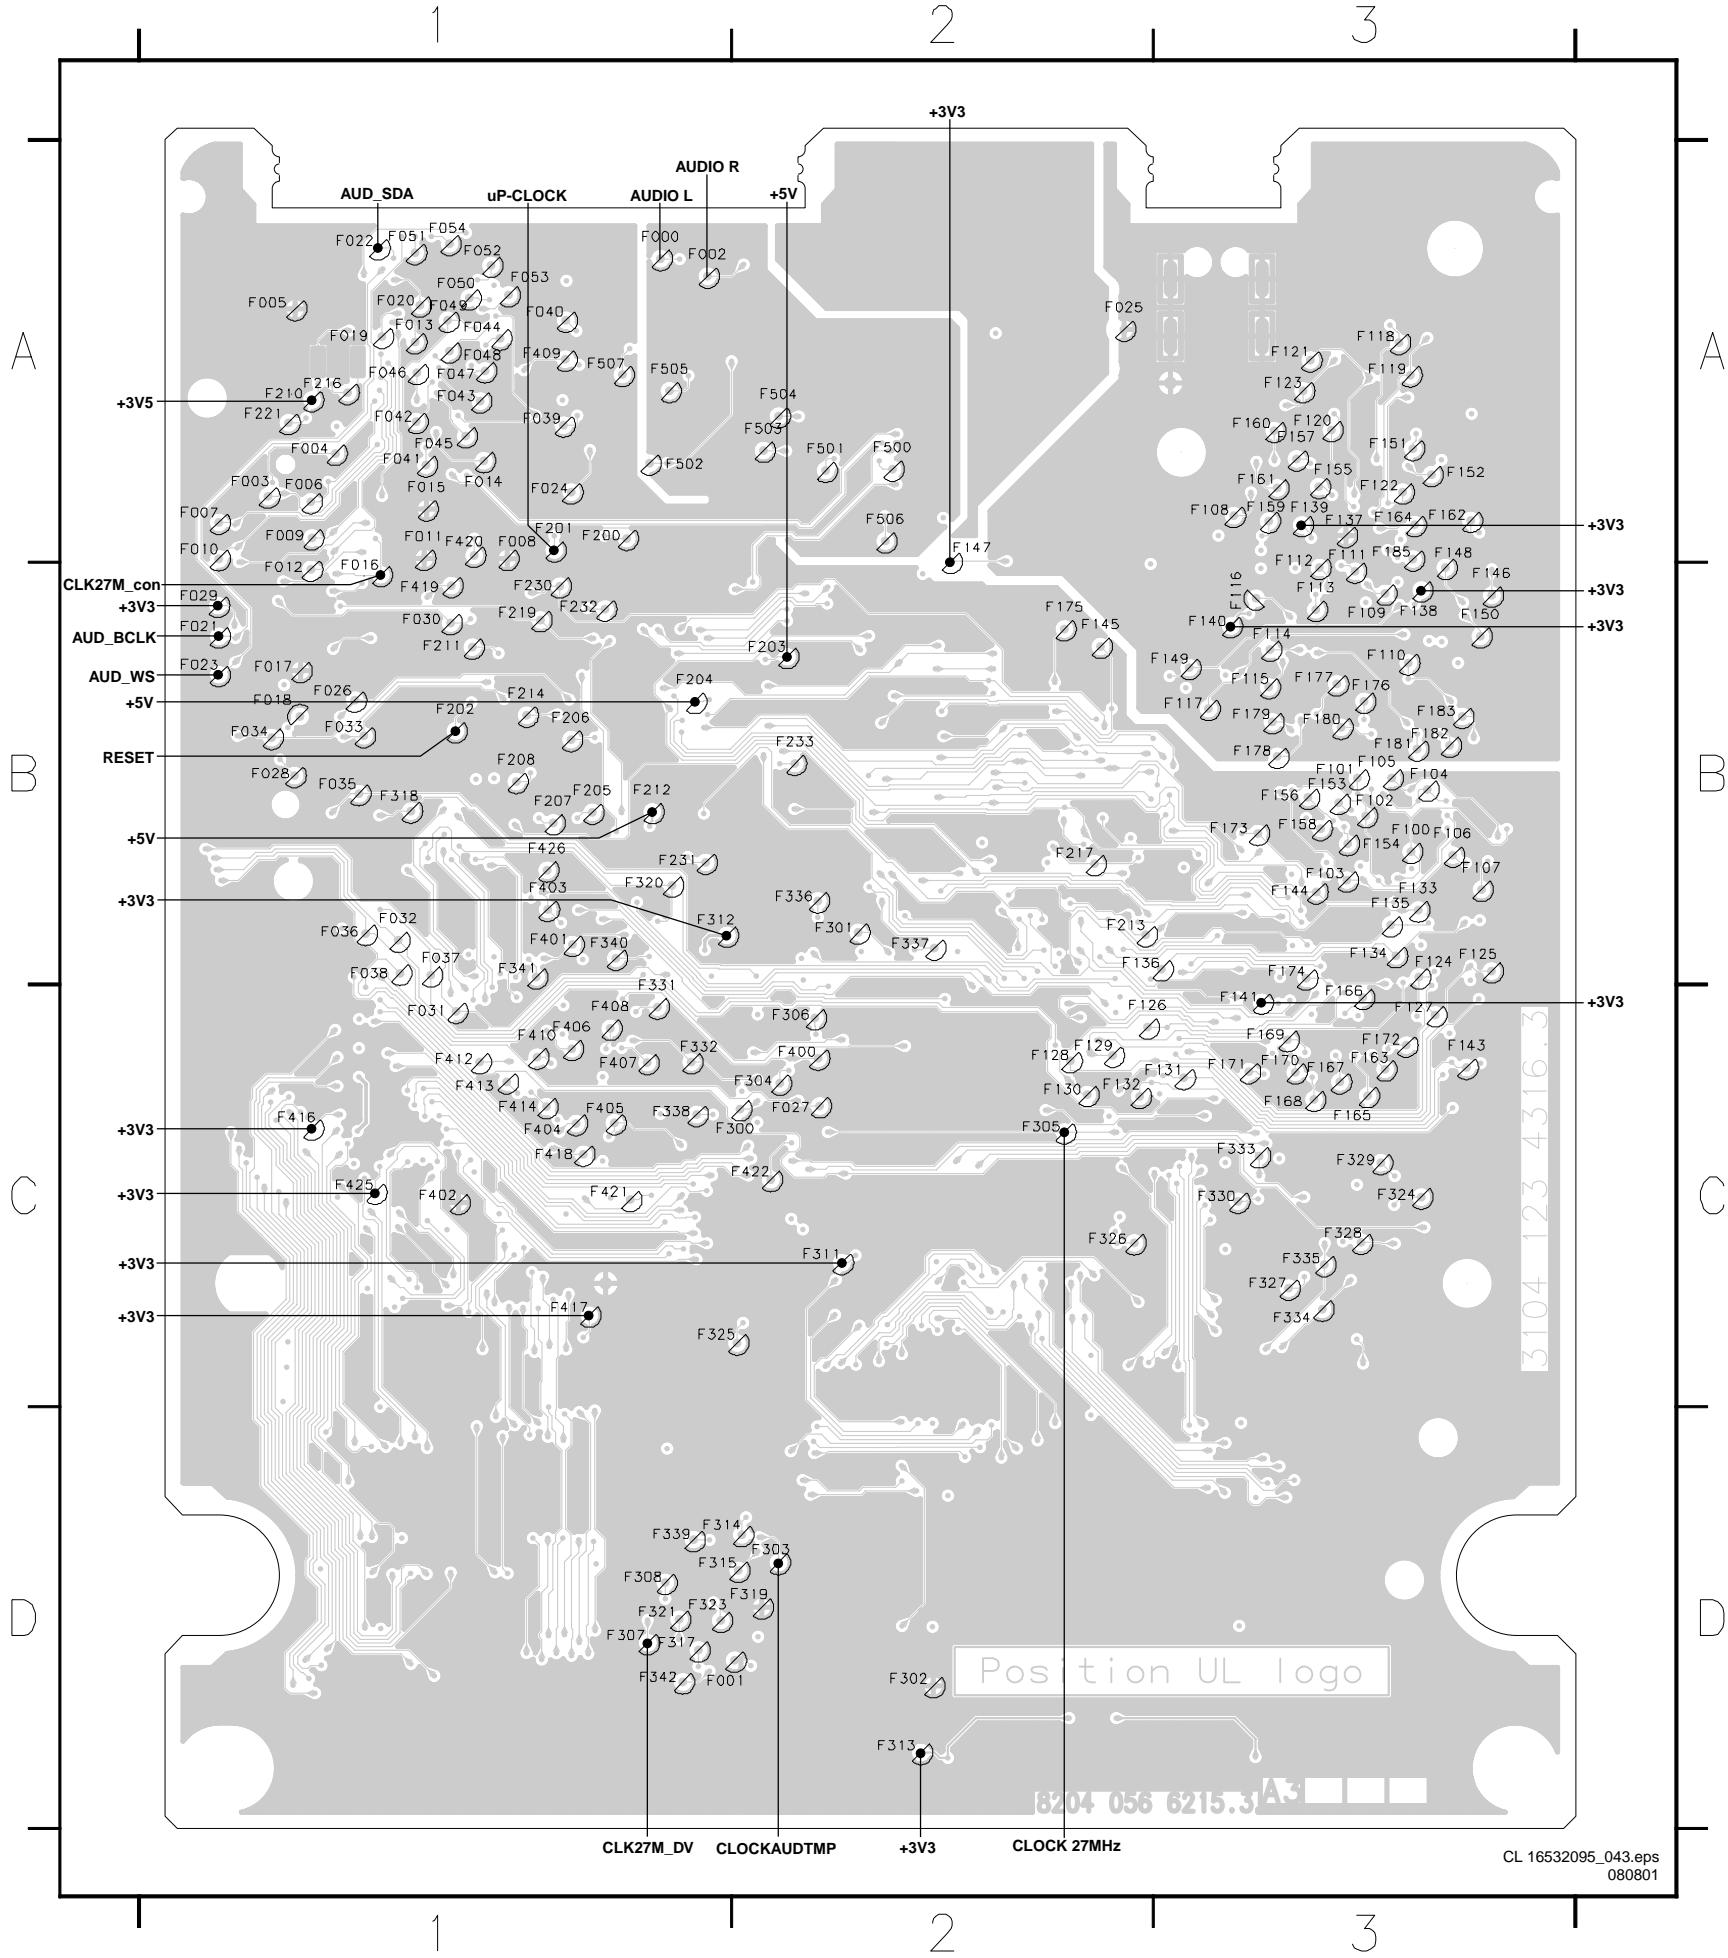 1 2 3
+3V3
AUDIO R
AUD_SDA uP-CLOCK AUDIO L +5V
F054
F022 F051 F000
F052 F002
F050 F053
F005 F020 F049 F040 F025
F019 F013 F044 F118
A F048 F409 F121 A
F046 F047 F507 F505 F123 F119
+3V5 F210 F216 F043
F221 F042 F039 F504 F160 F120
F004 F045 F503 F157 F151
F041 F502 F501 F500
F003 F006 F014 F024 F161 F155 F122 F152
F007 F015 F108 F159 F139 F164 F162 +3V3
F009 F201 F200 F506 F137
F010 F011 F420 F008 F147 F112 F111 F185 F148
F012 F016
CLK27M_con F419 F230 F116 F113 F146
F029 F232 F175 F109 F138 +3V3
+3V3 F219 F150
F021 F030 F140 +3V3
AUD_BCLK F211 F145 F114
F023 F017 F203 F149 F110
AUD_WS F026 F204 F115 F177
+5V F018 F214 F117 F176
F034 F033 F202 F206 F179 F180 F183
RESET F233 F178 F181 F182
B F028 F208 F101 F105 B
F035 F318 F207 F205 F212 F156 F153 F104
F102
+5V F173 F158 F100 F106
F426 F231 F217 F154
F320 F103 F107
+3V3 F403 F336 F144 F133
F036 F032 F312 F301 F213 F135
F401 F340 F337 F134
F038 F037 F341 F136 F174 F124 F125
F031 F331 F126 F141 F166 +3V3
F408 F306 F127
F410 F406 F169 F172
F412 F407 F332 F400 F128 F129 F171 F170 F163 F143
F413 F304 F131 F167
F414 F405 F338 F027 F130 F132 F168 F165
+3V3 F416 F404 F300 F305
F418 F333 F329
C F422 C
+3V3 F425 F402 F421 F330 F324
F326 F328
+3V3 F311 F335
F327
+3V3 F417 F334
F325
3104 123 4316.3
F339 F314
F303
F308 F315
D F321 F323 F319 D
F307 F317
F342 F001 F302 Position UL logo
F313
8204 056 6215.3 A3
CLK27M_DV CLOCKAUDTMP +3V3 CLOCK 27MHz
CL 16532095_043.eps
080801
1 2 3